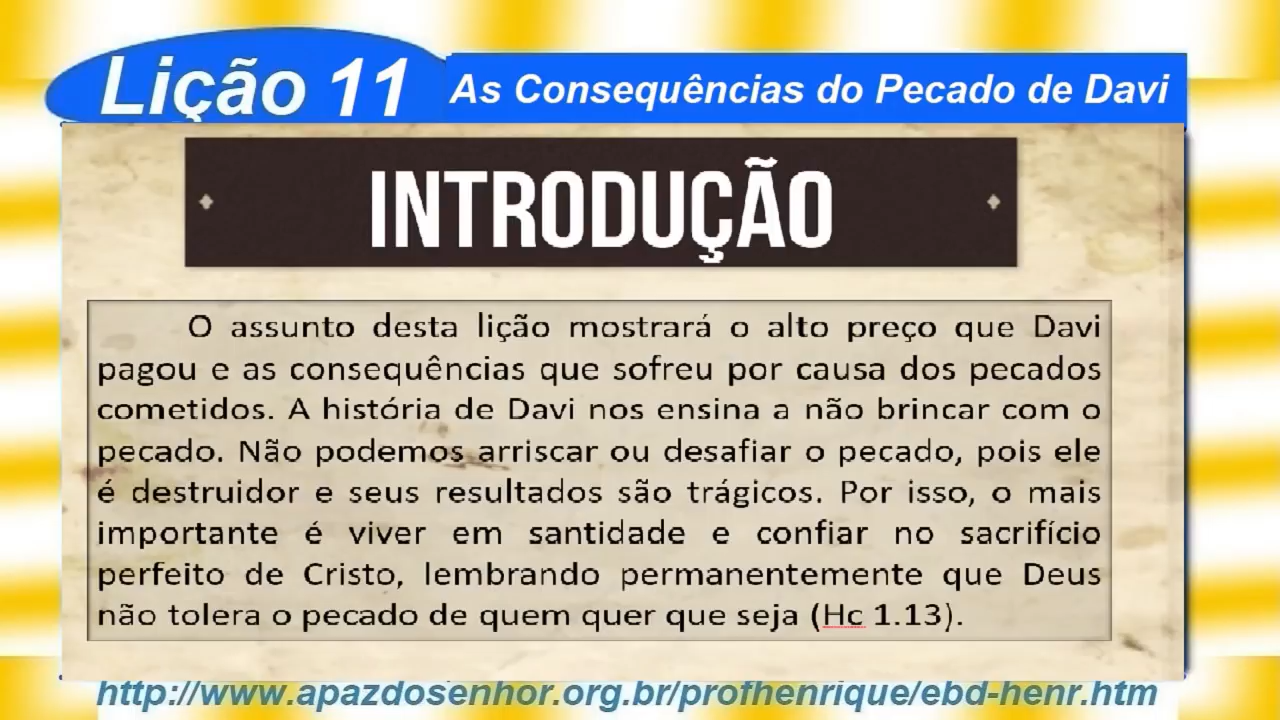 Lição 11
As Consequências do Pecado de Davi
INTRODUÇÃO
O assunto desta lição mostrará o alto preço que Davi
pagou e as consequências que sofreu por causa dos pecados
cometidos. A história de Davi nos ensina a não brincar com o
pecado. Não podemos arriscar ou desafiar o pecado, pois ele
é destruidor e seus resultados são trágicos. Por isso, o mais
importante é viver em santidade e confiar no sacrifício
perfeito de Cristo, lembrando permanentemente que Deus
não tolera o pecado de quem quer que seja (Hc 1.13).
http://www.apazdosenhor.org.br/profhenrique/ebd-henr.htm